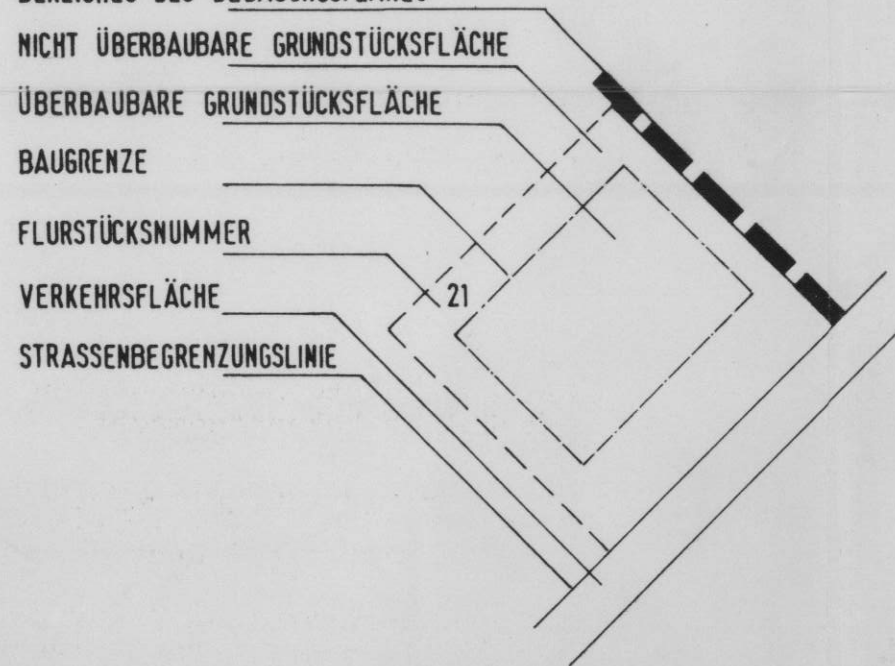 NICHT ÜBERBAUBARE GRUNDSTÜCKSFLÄCHE
ÜBERBAUBARE GRUNDSTÜCKSFLÄCHE
BAUGRENZE
FLURSTÜCKSNUMMER
21
VERKEHRSFLÄCHE
STRASSENBEGRENZUNGSLINIE